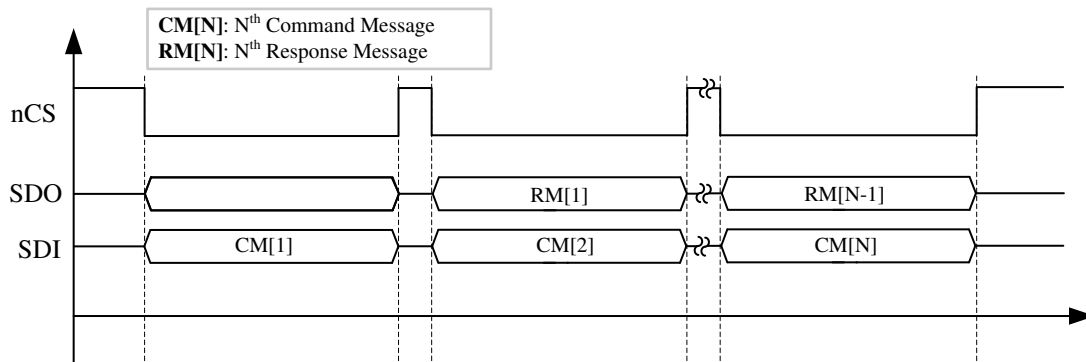 CM[N]: Nth Command Message
RM[N]: Nth Response Message
nCS
SDO
RM[1]
RM[N-1]
SDI
CM[1]
CM[2]
CM[N]